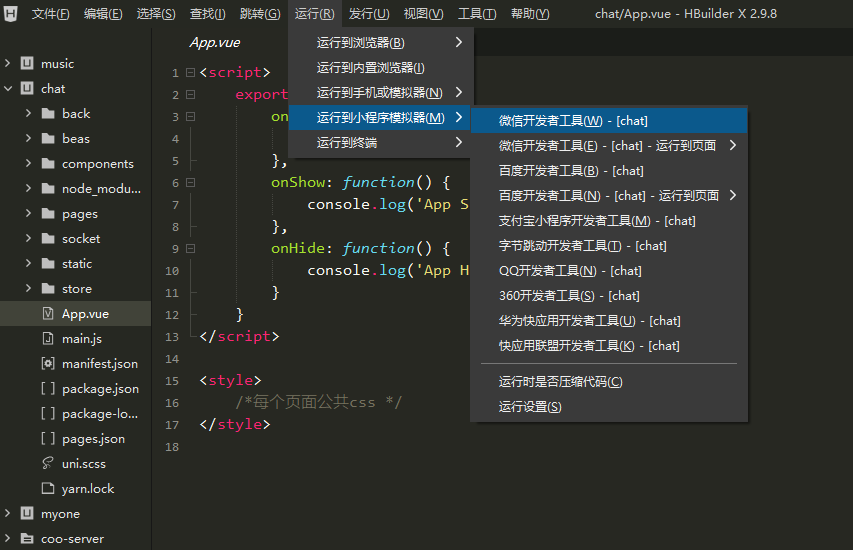 文件(F) 编辑(E) 选择(S) 查找(I) 跳转(G) 运行(R) 发行(U) 视图(V) 工具(T) 帮助(Y) chat/App.vue - HBuilder X 2.9.8
music
chat
back
beas
components
node_modu...
pages
socket
static
store
App.vue
main.js
manifest.json
package.json
package-lo...
pages.json
uni.scss
yarn.lock
myone
coo-server
App.vue
1 <script>
2 export
3 on
4
5 },
6 onShow: function() {
7 console.log('App S
8 },
9 onHide: function() {
10 console.log('App H
11 }
12 }
13 </script>
14
15 <style>
16 /*每个页面公共css */
17 </style>
18
运行到浏览器(B)
运行到内置浏览器(I)
运行到手机或模拟器(N)
运行到小程序模拟器(M)
运行到终端
微信开发者工具(W) - [chat]
微信开发者工具(E) - [chat] - 运行到页面
百度开发者工具(B) - [chat]
百度开发者工具(N) - [chat] - 运行到页面
支付宝小程序开发者工具(M) - [chat]
字节跳动开发者工具(T) - [chat]
QQ开发者工具(N) - [chat]
360开发者工具(S) - [chat]
华为快应用开发者工具(U) - [chat]
快应用联盟开发者工具(K) - [chat]
运行时是否压缩代码(C)
运行设置(S)